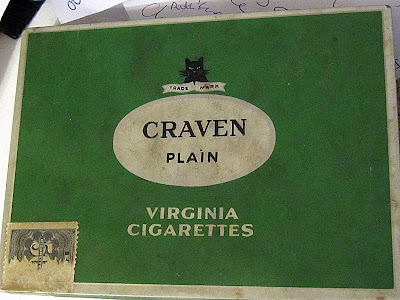 TRADE MARK
CRAVEN
PLAIN
VIRGINIA
CIGARETTES